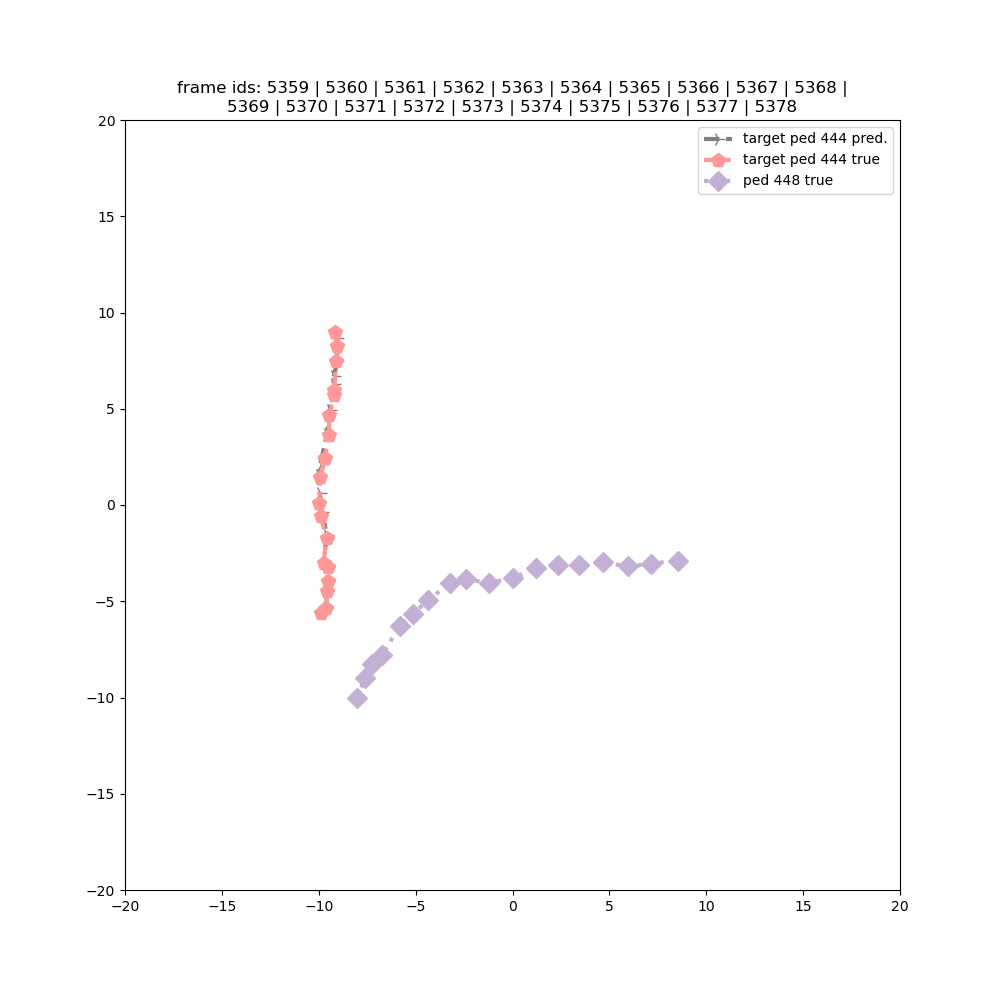 frame ids: 5359 | 5360 | 5361 | 5362 | 5363 | 5364 | 5365 | 5366 | 5367 | 5368 |
5369 | 5370 | 5371 | 5372 | 5373 | 5374 | 5375 | 5376 | 5377 | 5378
target ped 444 pred.
target ped 444 true
ped 448 true
20
15
10
5
0
−5
−10
−15
−20
−20 −15 −10 −5 0 5 10 15 20